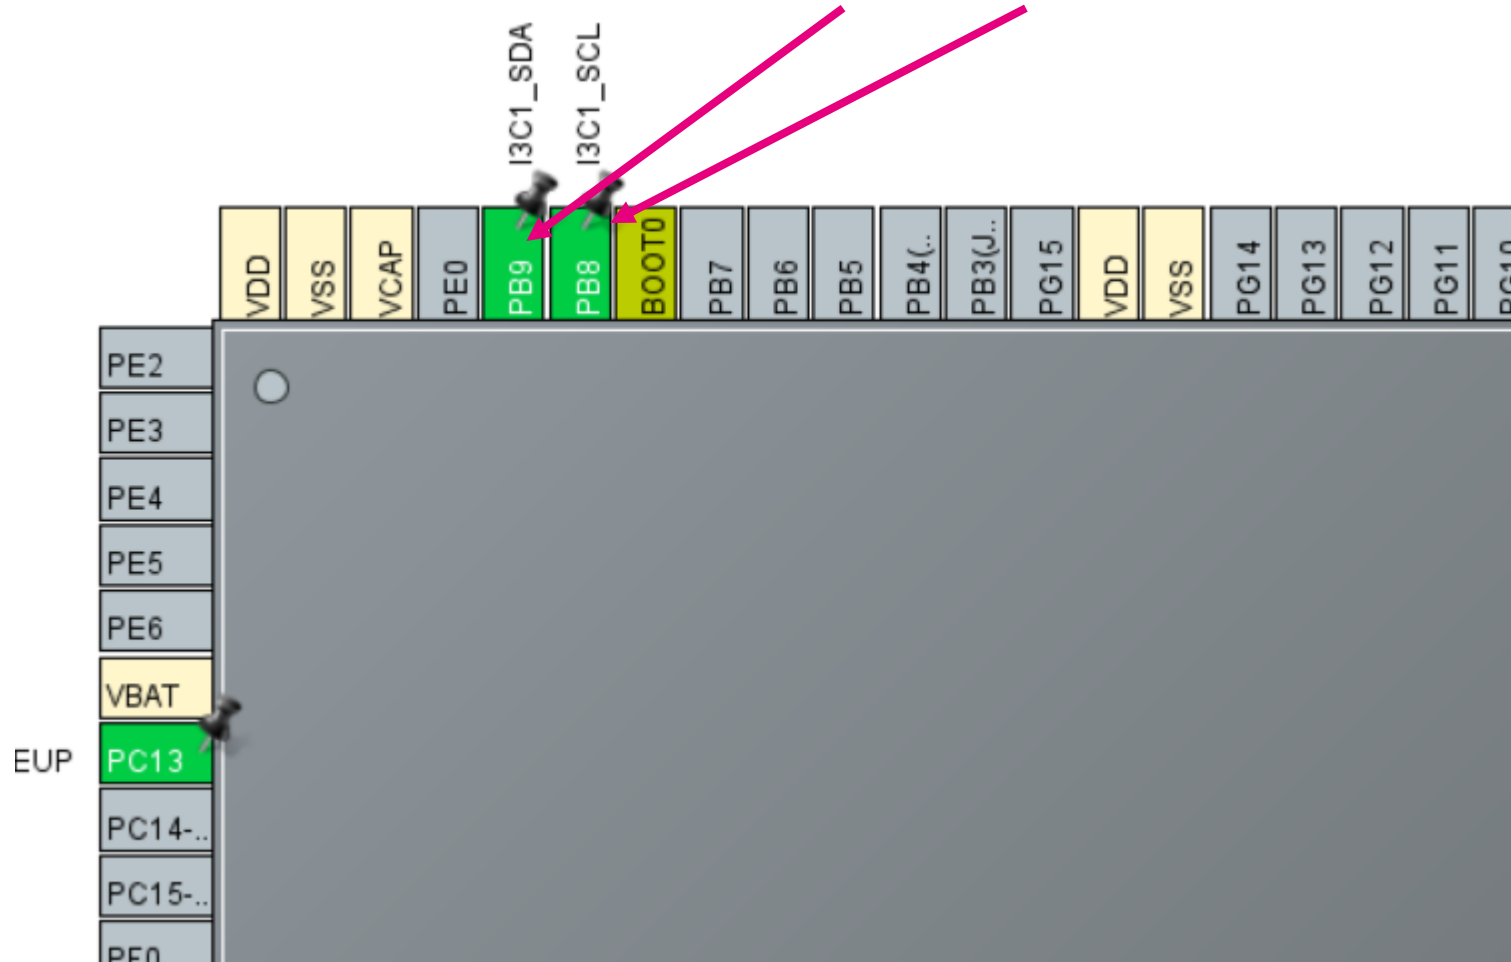 I3C1_SDA
I3C1_SCL
VDD
VSS
VCAP
PE0
PB9
PB8
BOOT0
PB7
PB6
PB5
PB4(..
PB3(J..
PG15
VDD
VSS
PG14
PG13
PG12
PG11
PE2
PE3
PE4
PE5
PE6
VBAT
EUP PC13
PC14-..
PC15-..